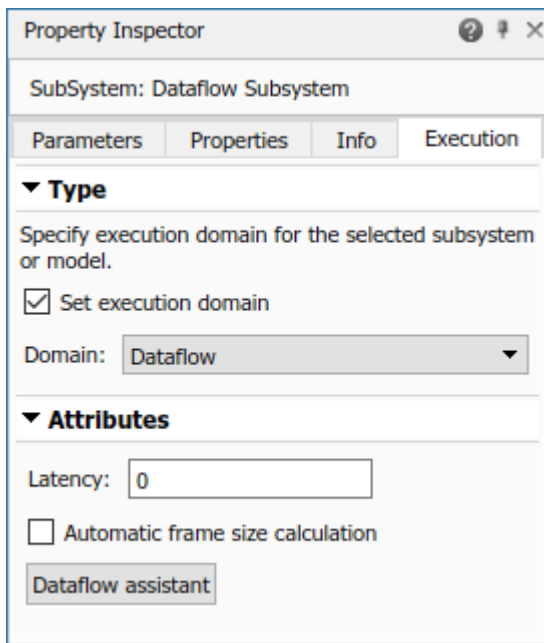 Property Inspector
SubSystem: Dataflow Subsystem
Parameters Properties Info Execution
Type
Specify execution domain for the selected subsystem
or model.
Set execution domain
Domain: Dataflow
Attributes
Latency: 0
Automatic frame size calculation
Dataflow assistant